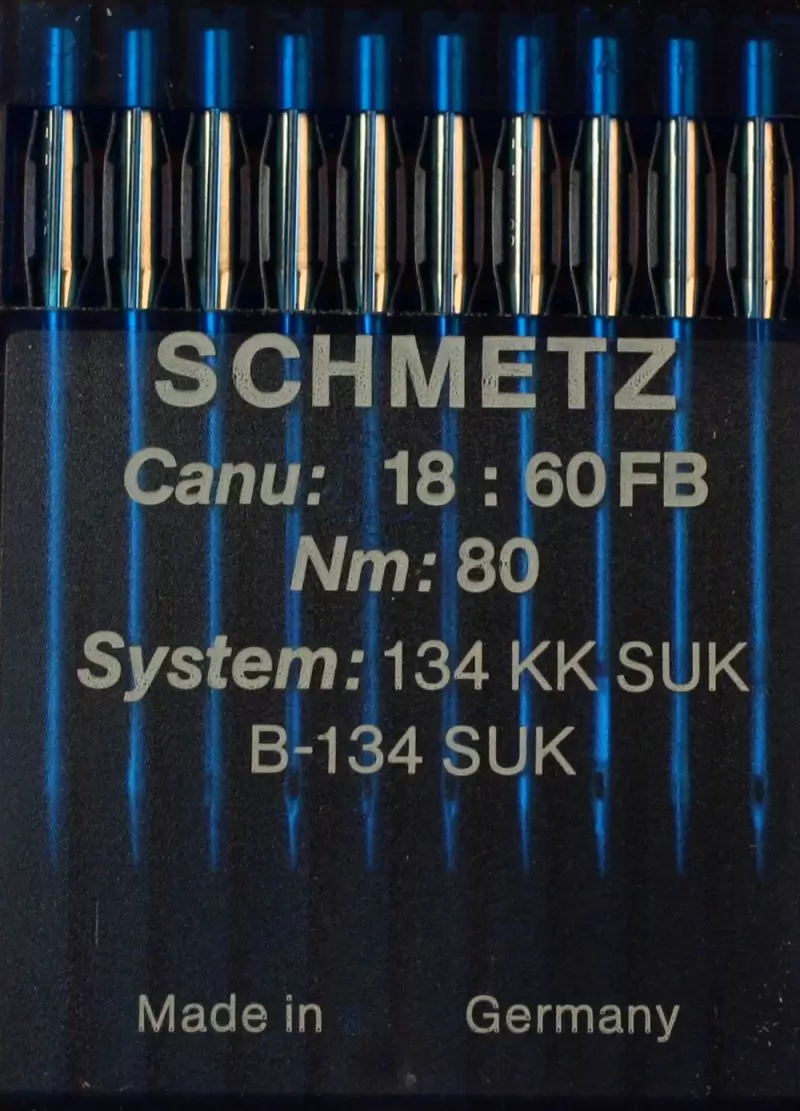 SCHMETZ
Canu: 18 : 60 FB
Nm: 80
System: 134 KK SUK
B-134 SUK
Made in Germany